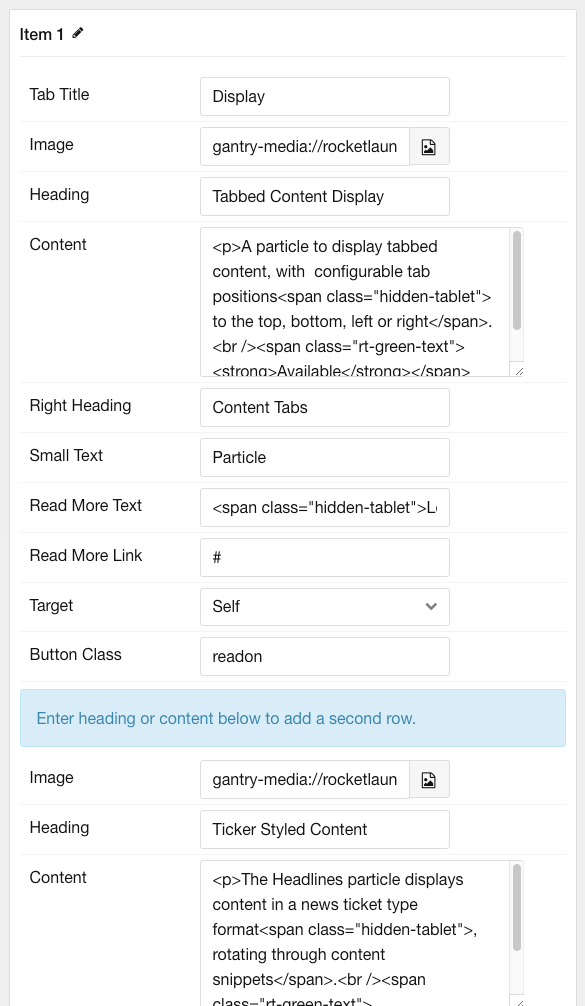 Item 1
Tab Title
Display
Image
gantry-media://rocketlaun
Heading
Tabbed Content Display
Content
<p>A particle to display tabbed
content, with  configurable tab
positions<span class="hidden-tablet">
to the top, bottom, left or right</span>.
<br /><span class="rt-green-text">
<strong>Available</strong></span>
Right Heading
Content Tabs
Small Text
Particle
Read More Text
<span class="hidden-tablet">L
Read More Link
#
Target
Self
Button Class
readon
Enter heading or content below to add a second row.
Image
gantry-media://rocketlaun
Heading
Ticker Styled Content
Content
<p>The Headlines particle displays
content in a news ticket type
format<span class="hidden-tablet">,
rotating through content
snippets</span>.<br /><span
class="rt-green-text">